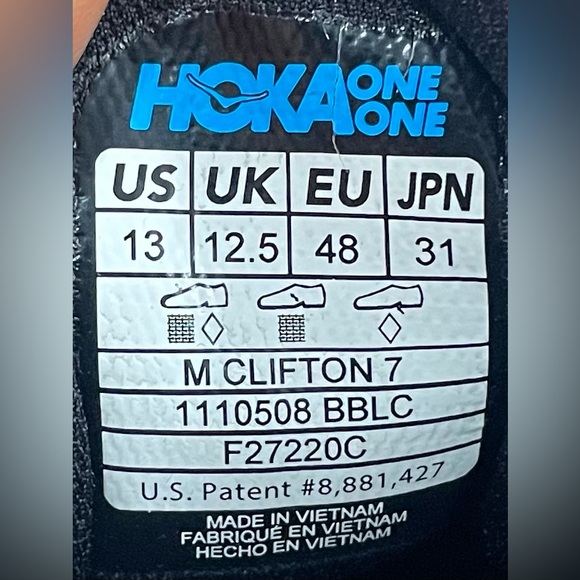 HOKA ONE ONE
US UK EU JPN
13 12.5 48 31
M CLIFTON 7
1110508 BBLC
F27220C
U.S. Patent #8,881,427
MADE IN VIETNAM
FABRIQUÉ EN VIETNAM
HECHO EN VIETNAM